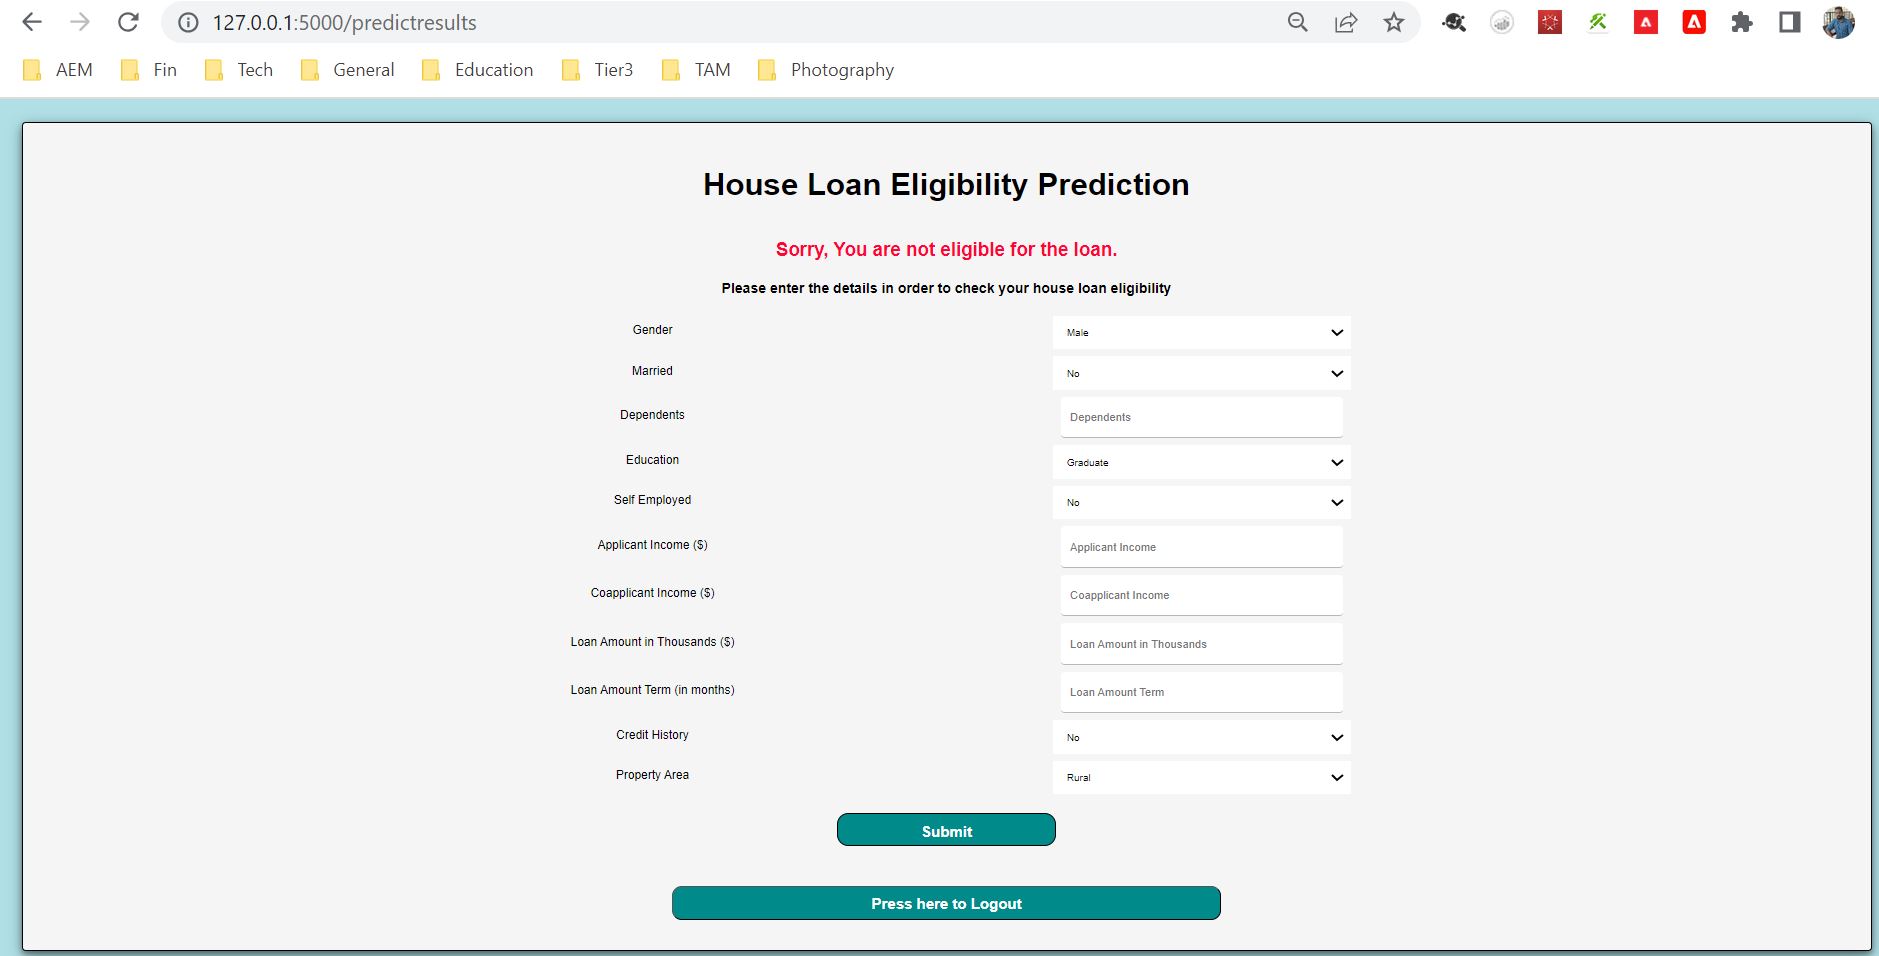 127.0.0.1:5000/predictresults
AEM Fin Tech General Education Tier3 TAM Photography
House Loan Eligibility Prediction
Sorry, You are not eligible for the loan.
Please enter the details in order to check your house loan eligibility
Gender Male
Married No
Dependents Dependents
Education Graduate
Self Employed No
Applicant Income ($) Applicant Income
Coapplicant Income ($) Coapplicant Income
Loan Amount in Thousands ($) Loan Amount in Thousands
Loan Amount Term (in months) Loan Amount Term
Credit History No
Property Area Rural
Submit
Press here to Logout